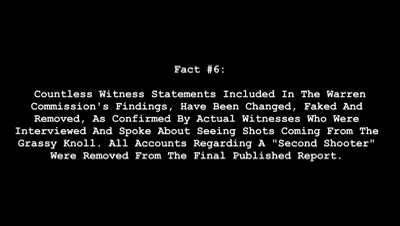 Fact #6:
Countless Witness Statements Included In The Warren
Commission's Findings, Have Been Changed, Faked And
Removed, As Confirmed By Actual Witnesses Who Were
Interviewed And Spoke About Seeing Shots Coming From The
Grassy Knoll. All Accounts Regarding A "Second Shooter"
Were Removed From The Final Published Report.